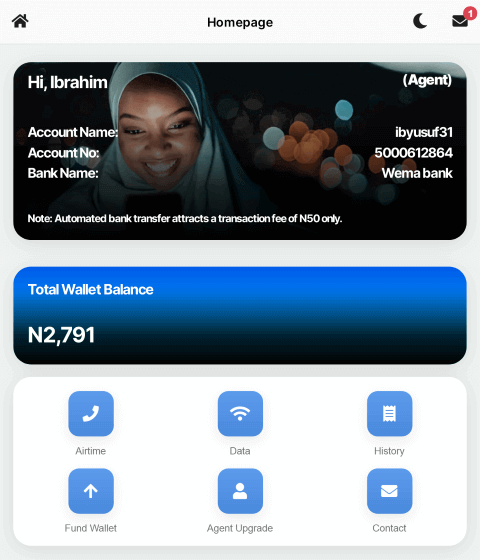 Homepage
1
Hi, Ibrahim (Agent)
Account Name: ibyusuf31
Account No: 5000612864
Bank Name: Wema bank
Note: Automated bank transfer attracts a transaction fee of N50 only.
Total Wallet Balance
N2,791
Airtime Data History
Fund Wallet Agent Upgrade Contact